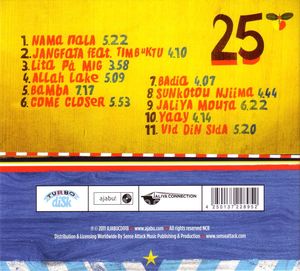 25
1. Nama nala 5.22
2. JANGFATA feat. TIMBUKTU 4.10
3. Lita PÅ MIG 3.58
4. ALLAH Lake 5.09
5. BAMBA 7.17
6. COME CLOSER 5.53
7. BADiA 4.07
8. SUNKOTOU NJiima 4.44
9. JALiYA MOUTA 6.22
10. YAAY 4.14
11. ViD DiN SiDA 5.20
TURBO
disk
ajabu!
JALIYA CONNECTION
www.ajabu.com
All rights reserved NCB
Distribution & Licensing Worldwide By Sense Attack Music Publishing & Production
www.senseattack.com